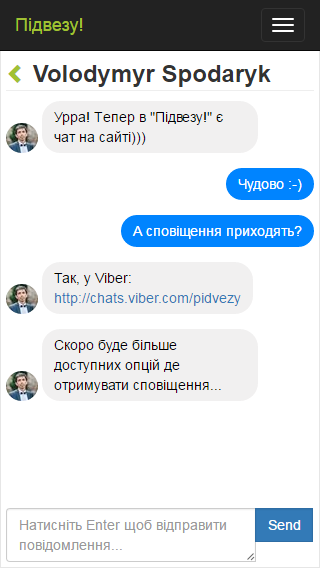 Підвезу!
Volodymyr Spodaryk
Урра! Тепер в "Підвезу!" є
чат на сайті)))
Чудово :-)
А сповіщення приходять?
Так, у Viber:
http://chats.viber.com/pidvezy
Скоро буде більше
доступних опцій де
отримувати сповіщення...
Натисніть Enter щоб відправити
повідомлення...
Send